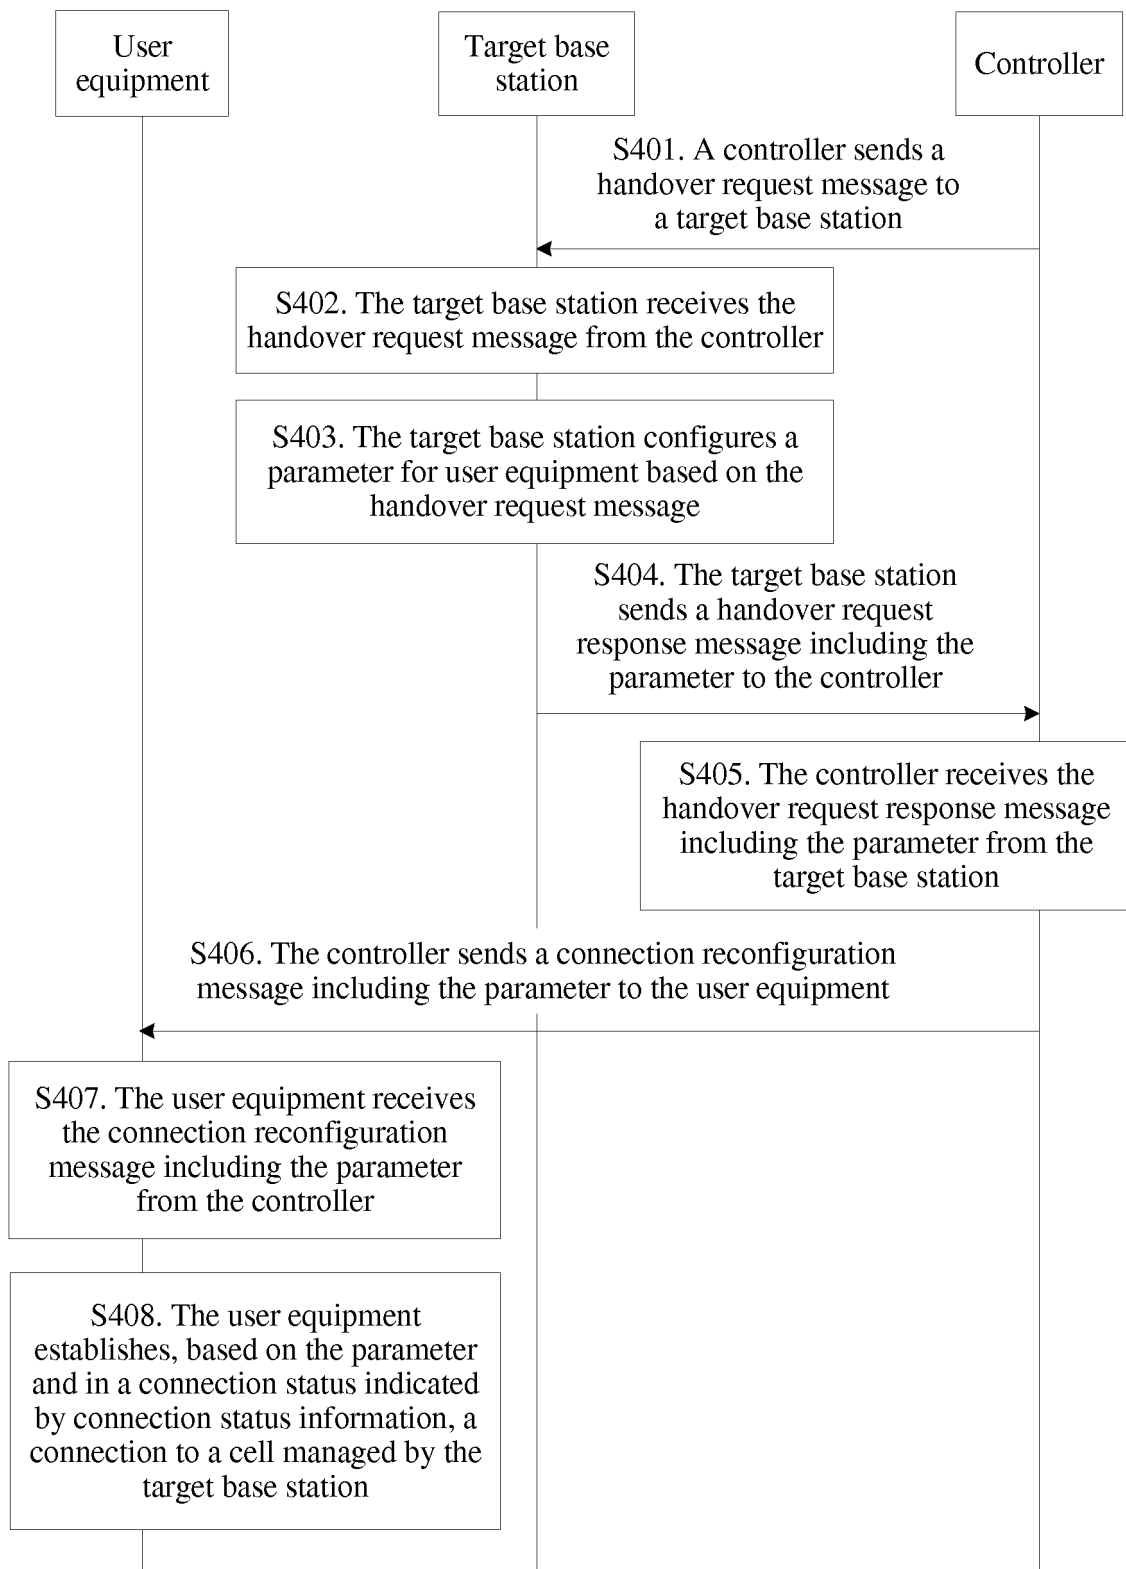 User
equipment
Target base
station
Controller
S401. A controller sends a
handover request message to
a target base station
S402. The target base station receives the
handover request message from the controller
S403. The target base station configures a
parameter for user equipment based on the
handover request message
S404. The target base station
sends a handover request
response message including the
parameter to the controller
S405. The controller receives the
handover request response message
including the parameter from the
target base station
S406. The controller sends a connection reconfiguration
message including the parameter to the user equipment
S407. The user equipment receives
the connection reconfiguration
message including the parameter
from the controller
S408. The user equipment
establishes, based on the parameter
and in a connection status indicated
by connection status information, a
connection to a cell managed by the
target base station